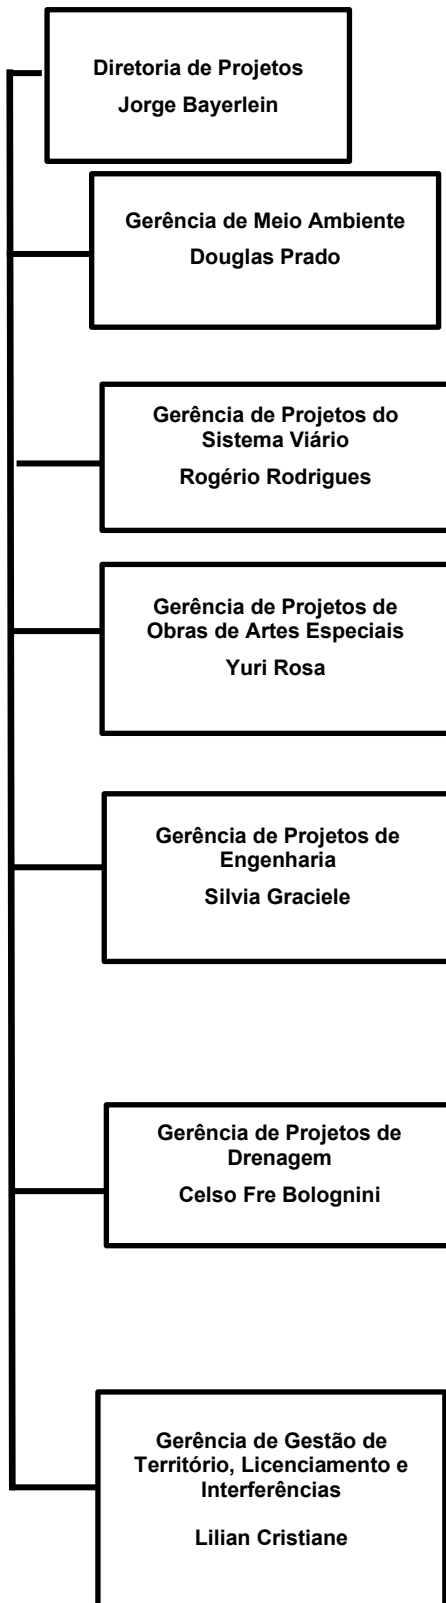 Diretoria de Projetos
Jorge Bayerlein
Gerência de Meio Ambiente
Douglas Prado
Gerência de Projetos do
Sistema Viário
Rogério Rodrigues
Gerência de Projetos de
Obras de Artes Especiais
Yuri Rosa
Gerência de Projetos de
Engenharia
Silvia Graciele
Gerência de Projetos de
Drenagem
Celso Fre Bolognini
Gerência de Gestão de
Território, Licenciamento e
Interferências
Lilian Cristiane